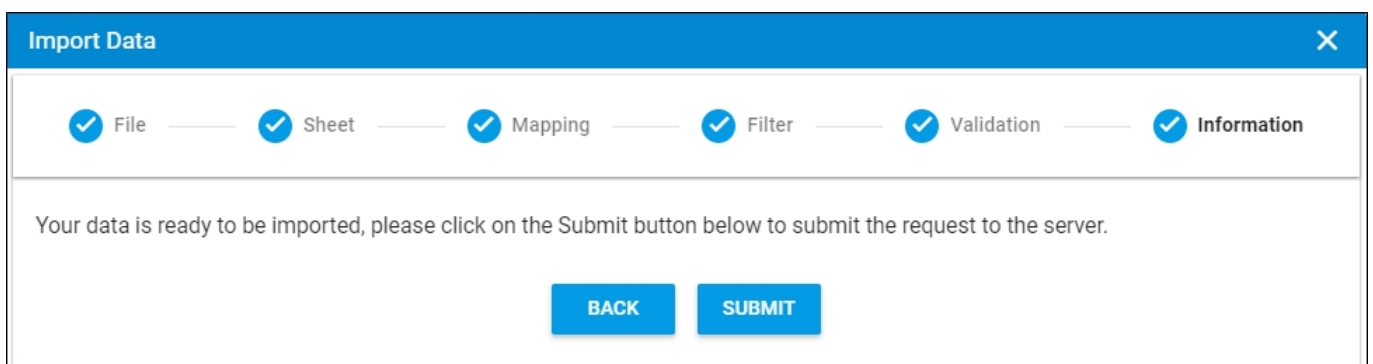 Import Data
File Sheet Mapping Filter Validation Information
Your data is ready to be imported, please click on the Submit button below to submit the request to the server.
BACK SUBMIT